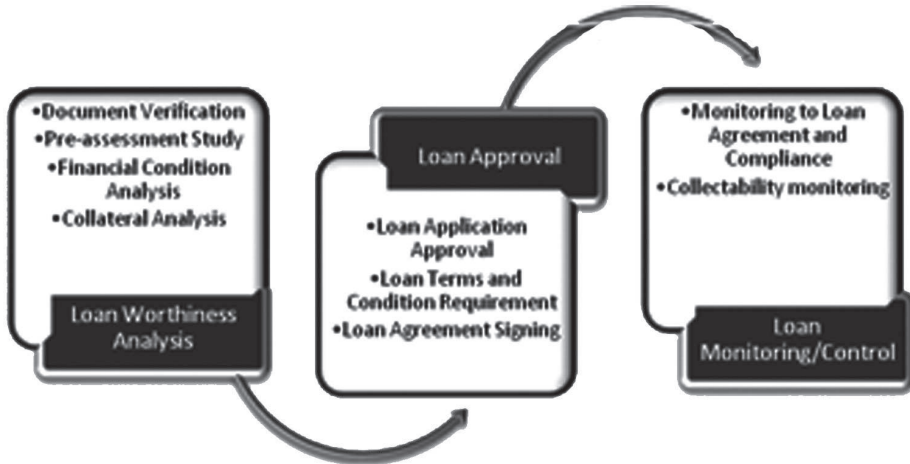 •Document Verification
•Pre-assessment Study
•Financial Condition
Analysis
•Collateral Analysis
Loan Worthiness
Analysis
Loan Approval
•Loan Application
Approval
•Loan Terms and
Condition Requirement
•Loan Agreement Signing
•Monitoring to Loan
Agreement and
Compliance
•Collectability monitoring
Loan
Monitoring/Control